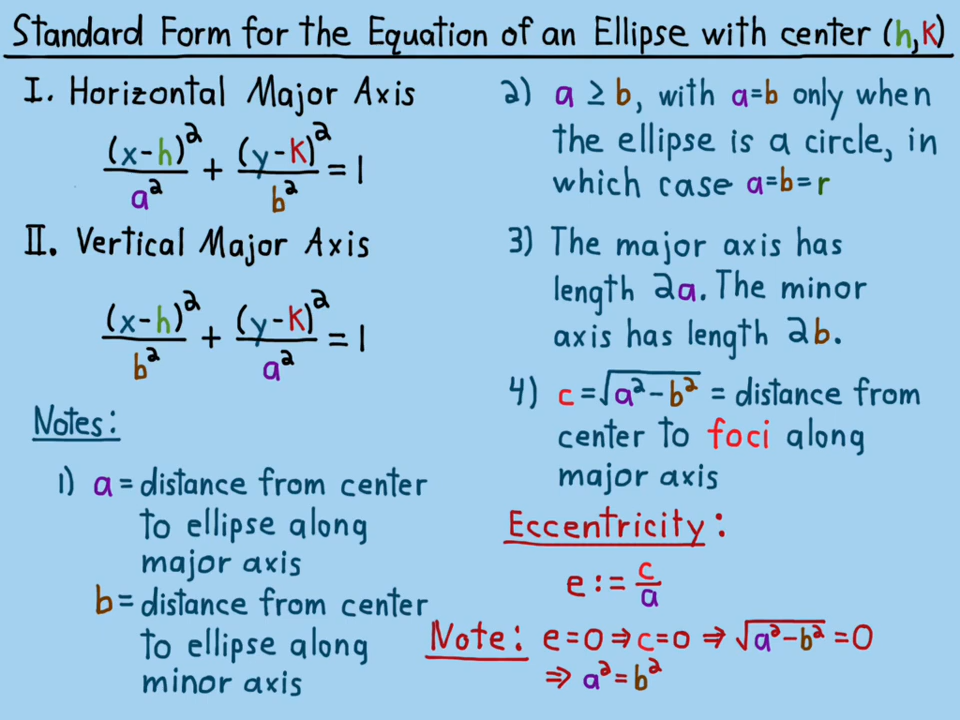 Standard Form for the Equation of an Ellipse with center (h,k)
I. Horizontal Major Axis
(x-h)²/a² + (y-k)²/b² = 1
II. Vertical Major Axis
(x-h)²/b² + (y-k)²/a² = 1
Notes:
1) a = distance from center
to ellipse along
major axis
b = distance from center
to ellipse along
minor axis
2) a ≥ b, with a=b only when
the ellipse is a circle, in
which case a=b=r
3) The major axis has
length 2a. The minor
axis has length 2b.
4) c = √(a²-b²) = distance from
center to foci along
major axis
Eccentricity:
e := c/a
Note: e=0 ⇒ c=0 ⇒ √(a²-b²) = 0
⇒ a² = b²